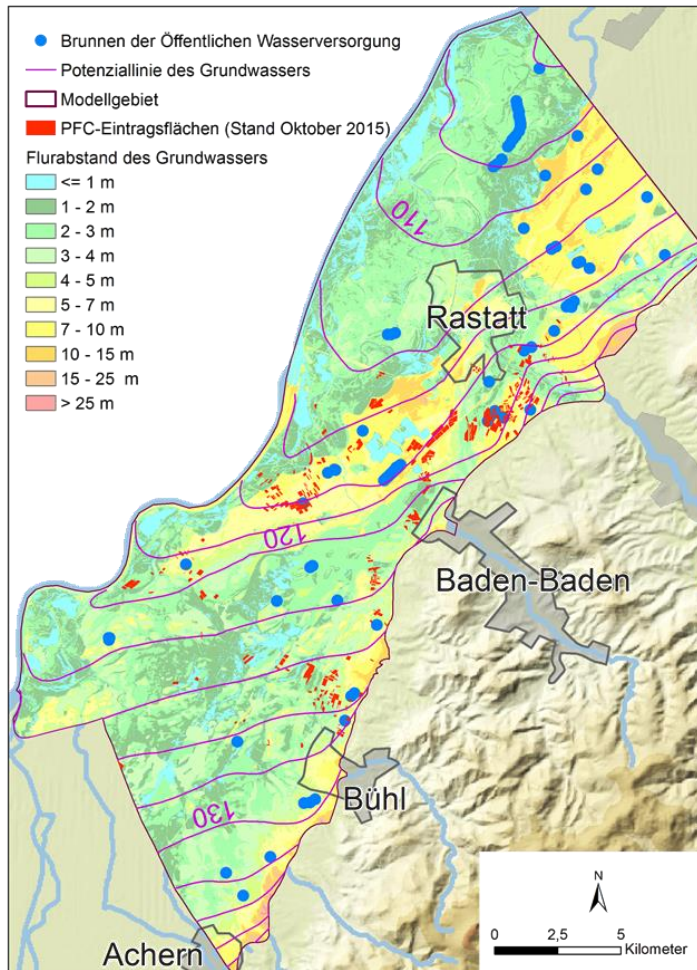 Brunnen der Öffentlichen Wasserversorgung
Potenziallinie des Grundwassers
Modellgebiet
PFC-Eintragsflächen (Stand Oktober 2015)
Flurabstand des Grundwassers
<= 1 m
1 - 2 m
2 - 3 m
3 - 4 m
4 - 5 m
5 - 7 m
7 - 10 m
10 - 15 m
15 - 25 m
> 25 m
110
Rastatt
120
Baden-Baden
130
Bühl
Achern
N
0 2,5 5
Kilometer